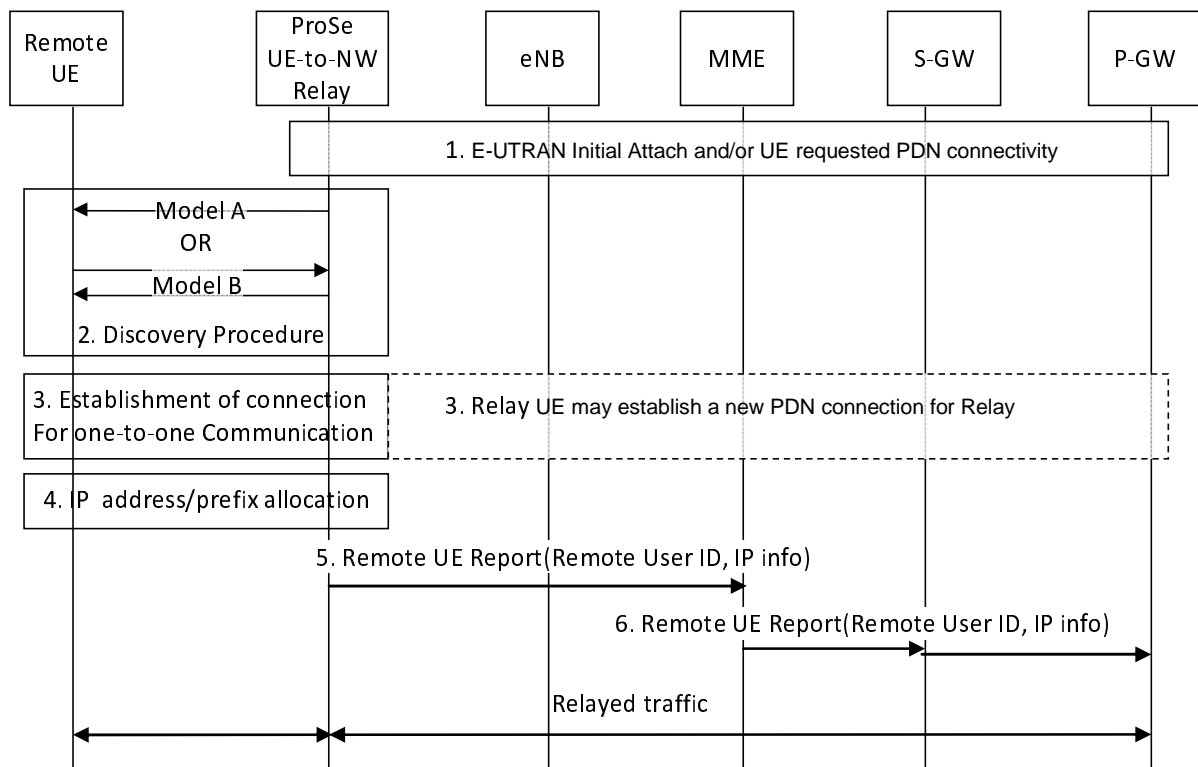 Remote
UE
ProSe
UE-to-NW
Relay
eNB
MME
S-GW
P-GW
1. E-UTRAN Initial Attach and/or UE requested PDN connectivity
Model A
OR
Model B
2. Discovery Procedure
3. Establishment of connection
For one-to-one Communication
3. Relay UE may establish a new PDN connection for Relay
4. IP address/prefix allocation
5. Remote UE Report(Remote User ID, IP info)
6. Remote UE Report(Remote User ID, IP info)
Relayed traffic